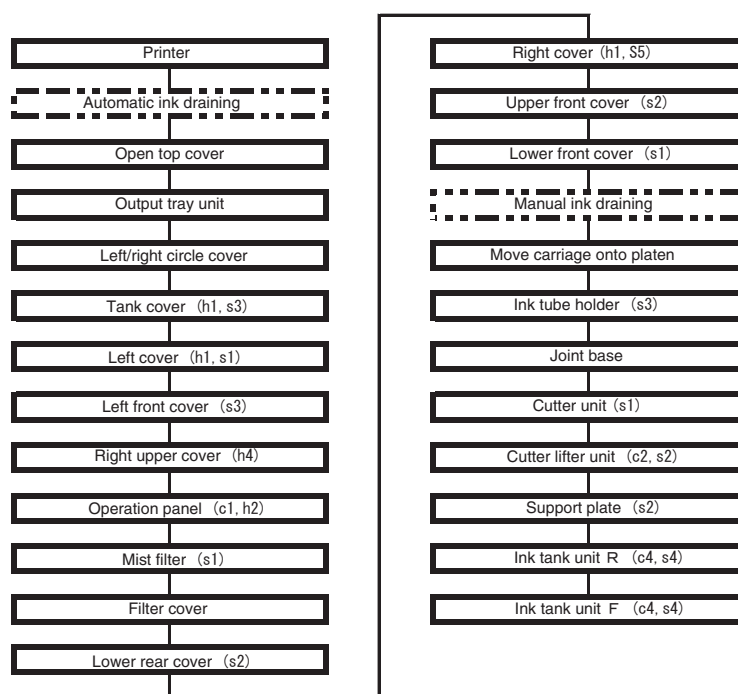 Printer
Automatic ink draining
Open top cover
Output tray unit
Left/right circle cover
Tank cover (h1, s3)
Left cover (h1, s1)
Left front cover (s3)
Right upper cover (h4)
Operation panel (c1, h2)
Mist filter (s1)
Filter cover
Lower rear cover (s2)
Right cover (h1, S5)
Upper front cover (s2)
Lower front cover (s1)
Manual ink draining
Move carriage onto platen
Ink tube holder (s3)
Joint base
Cutter unit (s1)
Cutter lifter unit (c2, s2)
Support plate (s2)
Ink tank unit R (c4, s4)
Ink tank unit F (c4, s4)